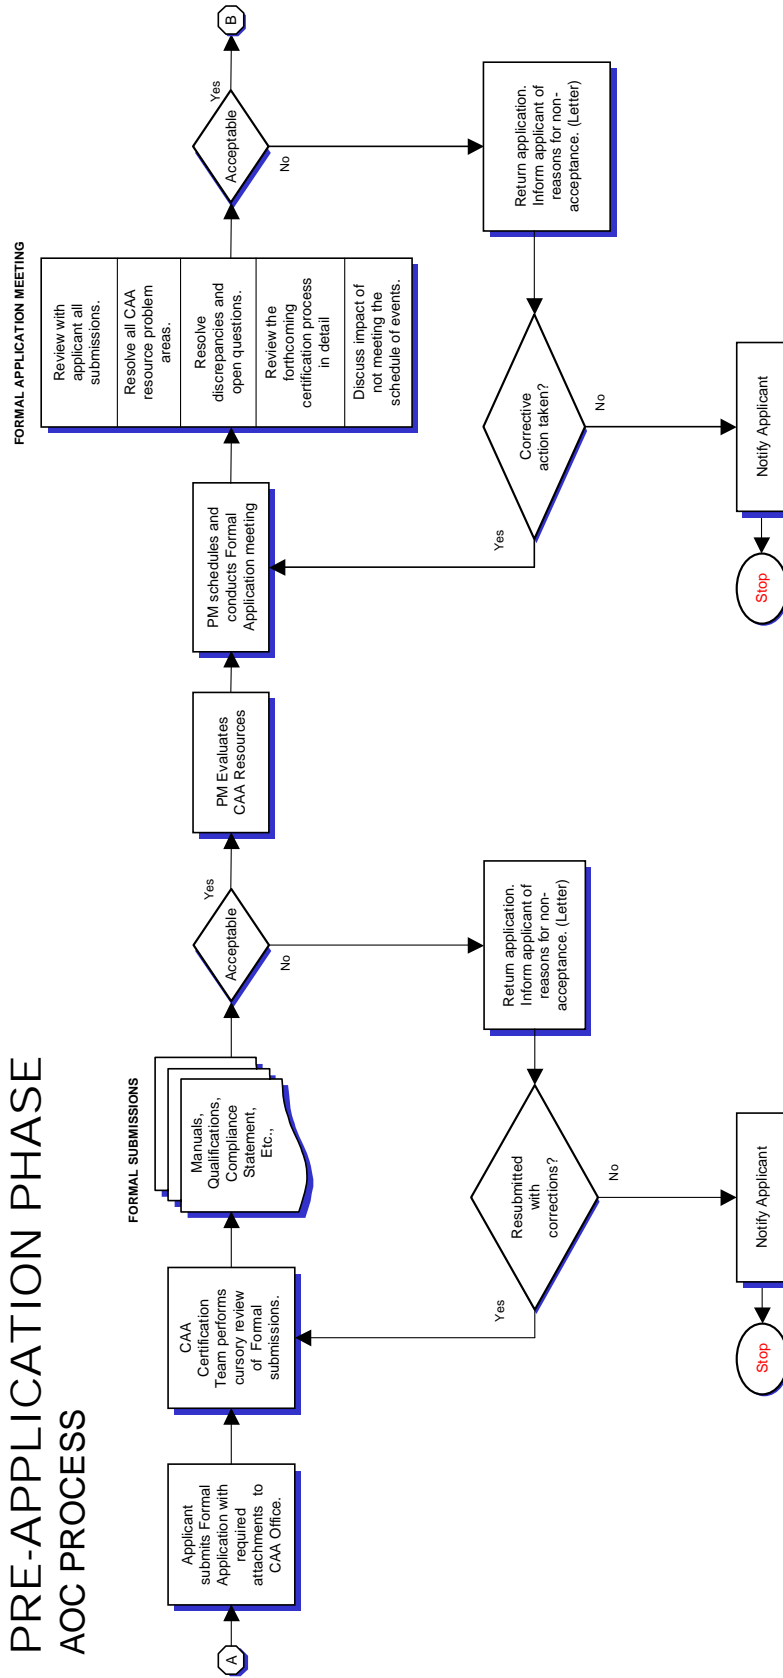 PRE-APPLICATION PHASE
AOC PROCESS
A
Applicant
submits Formal
Application with
required
attachments to
CAA Office.
CAA
Certification
Team performs
cursory review
of Formal
submissions.
FORMAL SUBMISSIONS
Manuals,
Qualifications,
Compliance
Statement,
Etc.,
Acceptable
Yes
No
PM Evaluates
CAA Resources
PM schedules and
conducts Formal
Application meeting
FORMAL APPLICATION MEETING
Review with
applicant all
submissions.
Resolve all CAA
resource problem
areas.
Resolve
discrepancies and
open questions.
Review the
forthcoming
certification process
in detail
Discuss impact of
not meeting the
schedule of events.
Acceptable
Yes
No
B
Return application.
Inform applicant of
reasons for non-
acceptance. (Letter)
Resubmitted
with
corrections?
Yes
No
Notify Applicant
Stop
Return application.
Inform applicant of
reasons for non-
acceptance. (Letter)
Corrective
action taken?
Yes
No
Notify Applicant
Stop